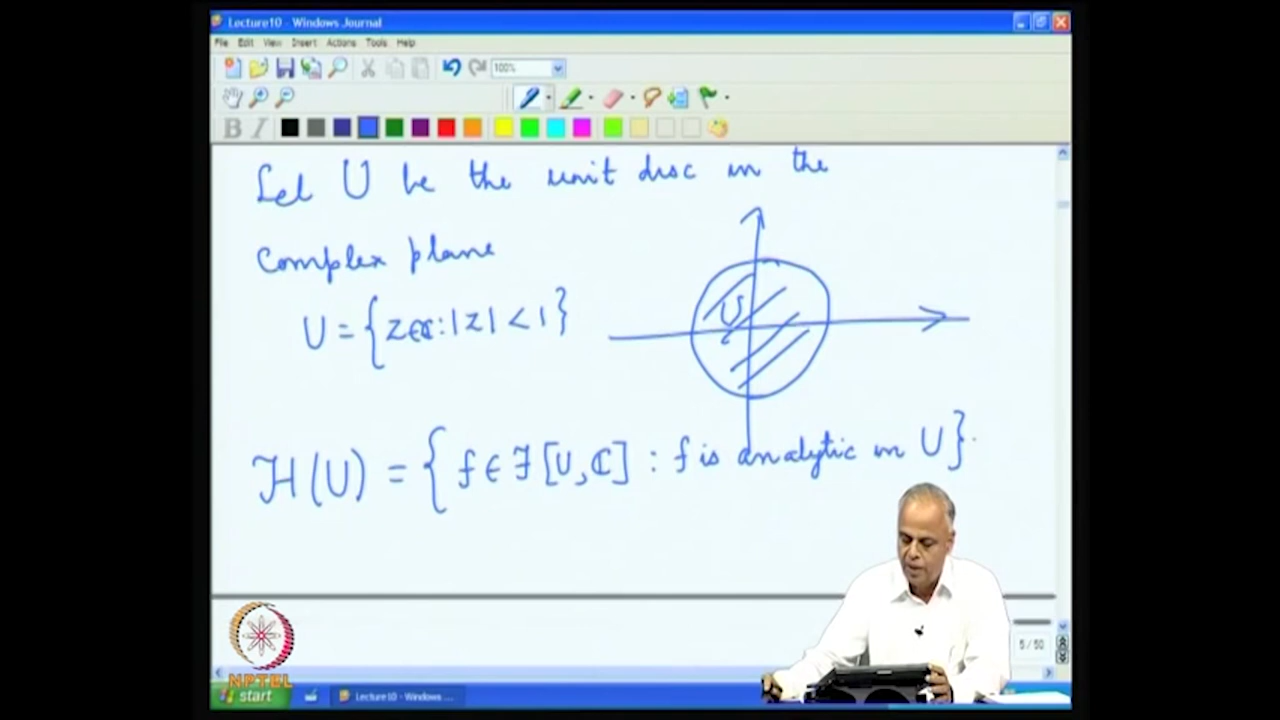 Lecture10 - Windows Journal
File Edit View Insert Actions Tools Help
100%
B I
Let U be the unit disc in the
complex plane
U = {z∈ℂ : |z| < 1}
U
ℋ(U) = { f ∈ ℱ [U, ℂ] : f is analytic in U}.
5 / 50
NPTEL
start Lecture10 - Windows ...